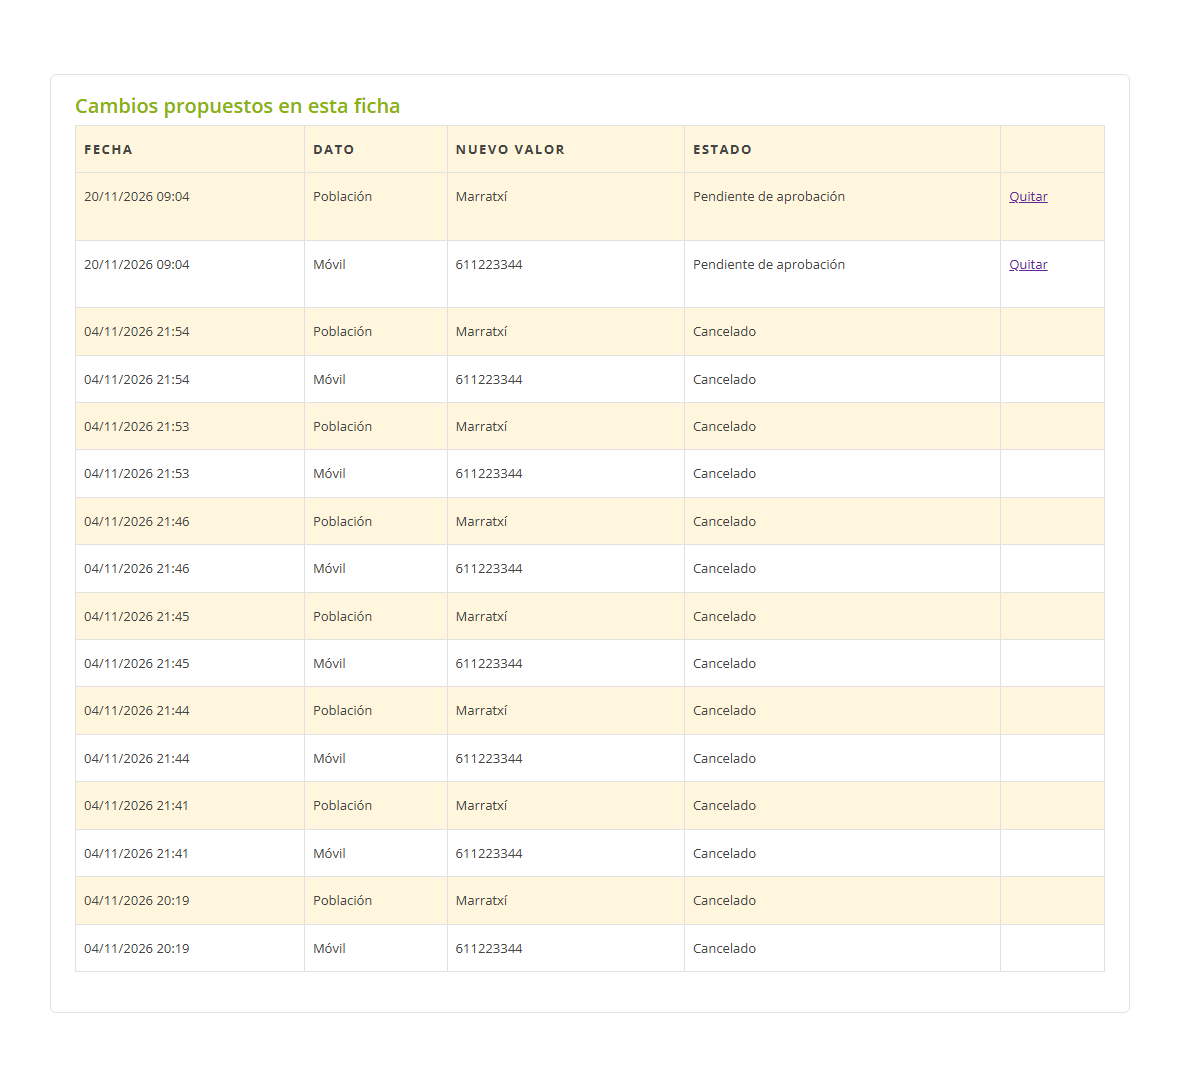 Cambios propuestos en esta ficha
FECHA DATO NUEVO VALOR ESTADO
20/11/2026 09:04 Población Marratxí Pendiente de aprobación Quitar
20/11/2026 09:04 Móvil 611223344 Pendiente de aprobación Quitar
04/11/2026 21:54 Población Marratxí Cancelado
04/11/2026 21:54 Móvil 611223344 Cancelado
04/11/2026 21:53 Población Marratxí Cancelado
04/11/2026 21:53 Móvil 611223344 Cancelado
04/11/2026 21:46 Población Marratxí Cancelado
04/11/2026 21:46 Móvil 611223344 Cancelado
04/11/2026 21:45 Población Marratxí Cancelado
04/11/2026 21:45 Móvil 611223344 Cancelado
04/11/2026 21:44 Población Marratxí Cancelado
04/11/2026 21:44 Móvil 611223344 Cancelado
04/11/2026 21:41 Población Marratxí Cancelado
04/11/2026 21:41 Móvil 611223344 Cancelado
04/11/2026 20:19 Población Marratxí Cancelado
04/11/2026 20:19 Móvil 611223344 Cancelado